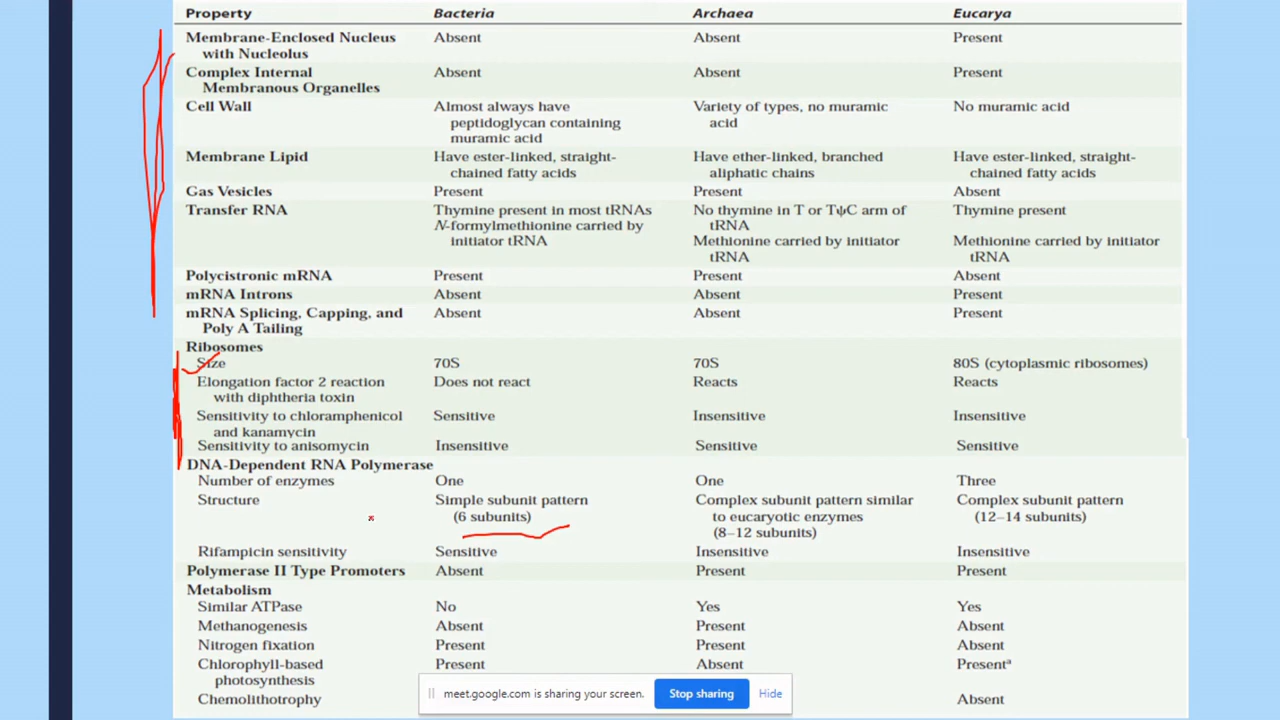 Property Bacteria Archaea Eucarya
Membrane-Enclosed Nucleus with Nucleolus Absent Absent Present
Complex Internal Membranous Organelles Absent Absent Present
Cell Wall Almost always have peptidoglycan containing muramic acid Variety of types, no muramic acid No muramic acid
Membrane Lipid Have ester-linked, straight-chained fatty acids Have ether-linked, branched aliphatic chains Have ester-linked, straight-chained fatty acids
Gas Vesicles Present Present Absent
Transfer RNA Thymine present in most tRNAs No thymine in T or TψC arm of tRNA Thymine present
N-formylmethionine carried by initiator tRNA Methionine carried by initiator tRNA Methionine carried by initiator tRNA
Polycistronic mRNA Present Present Absent
mRNA Introns Absent Absent Present
mRNA Splicing, Capping, and Poly A Tailing Absent Absent Present
Ribosomes
Size 70S 70S 80S (cytoplasmic ribosomes)
Elongation factor 2 reaction with diphtheria toxin Does not react Reacts Reacts
Sensitivity to chloramphenicol and kanamycin Sensitive Insensitive Insensitive
Sensitivity to anisomycin Insensitive Sensitive Sensitive
DNA-Dependent RNA Polymerase
Number of enzymes One One Three
Structure Simple subunit pattern (6 subunits) Complex subunit pattern similar to eucaryotic enzymes (8–12 subunits) Complex subunit pattern (12–14 subunits)
Rifampicin sensitivity Sensitive Insensitive Insensitive
Polymerase II Type Promoters Absent Present Present
Metabolism
Similar ATPase No Yes Yes
Methanogenesis Absent Present Absent
Nitrogen fixation Present Present Absent
Chlorophyll-based photosynthesis Present Absent Presentᵃ
Chemolithotrophy Absent
meet.google.com is sharing your screen. Stop sharing Hide